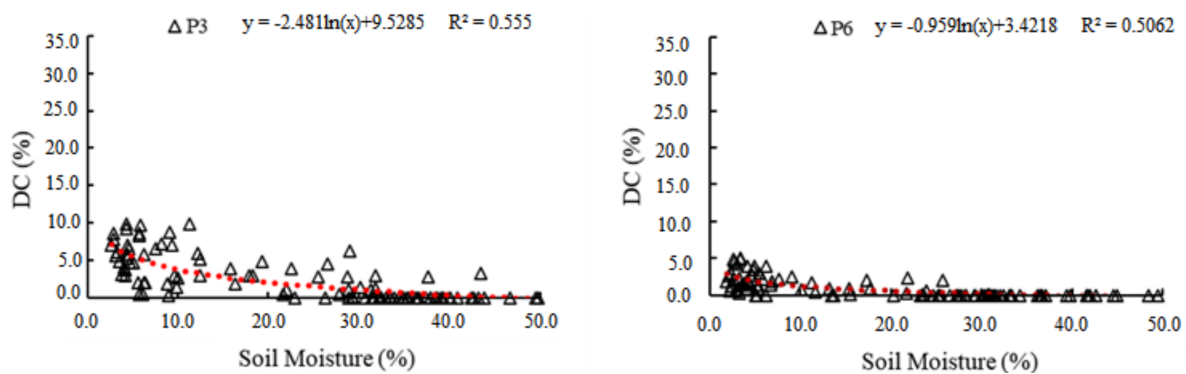 △ P3 y = -2.481ln(x)+9.5285 R² = 0.555
35.0
30.0
25.0
20.0
15.0
10.0
5.0
0.0
DC (%)
0.0 10.0 20.0 30.0 40.0 50.0
Soil Moisture (%)
△ P6 y = -0.959ln(x)+3.4218 R² = 0.5062
35.0
30.0
25.0
20.0
15.0
10.0
5.0
0.0
DC (%)
0.0 10.0 20.0 30.0 40.0 50.0
Soil Moisture (%)